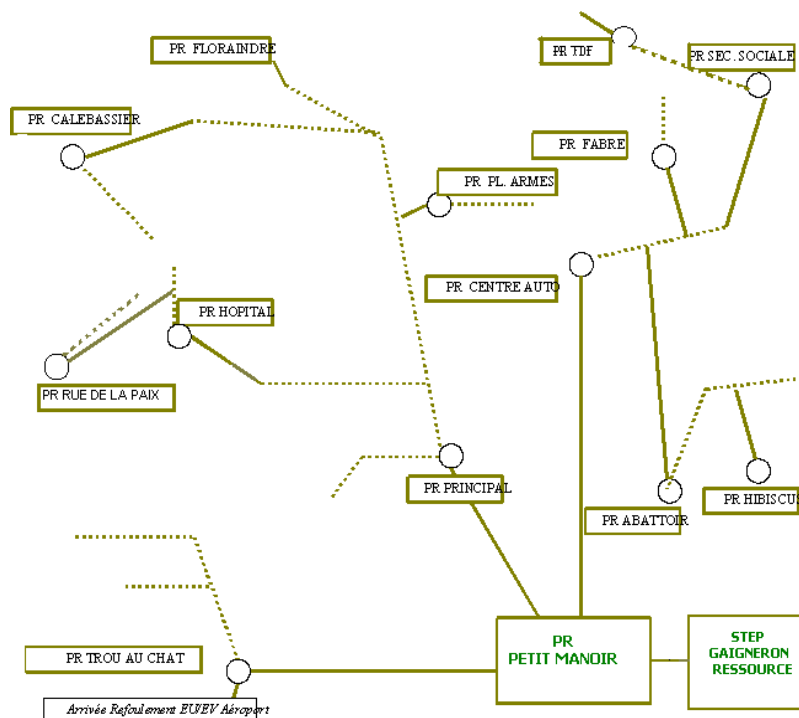 PR FLORAINDRE
PR TDF
PR SEC. SOCIALE
PR CALEBASSIER
PR FABRE
PR PL. ARMES
PR CENTRE AUTO
PR HOPITAL
PR RUE DE LA PAIX
PR PRINCIPAL
PR HIBISCUS
PR ABATTOIR
PR TROU AU CHAT
PR
PETIT MANOIR
STEP
GAIGNERON
RESSOURCE
Arrivée Refoulement EU/EV Aéroport